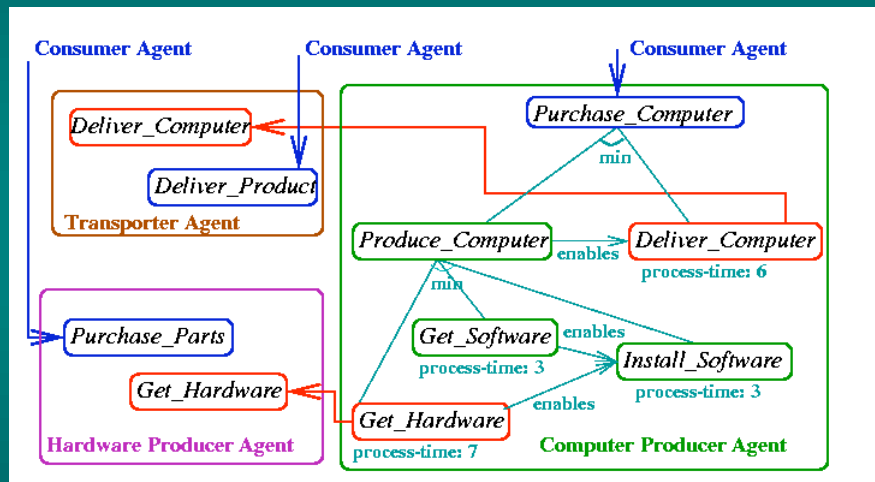 Consumer Agent
Consumer Agent
Consumer Agent
Deliver_Computer
Purchase_Computer
min
Deliver_Product
Transporter Agent
Produce_Computer
enables
Deliver_Computer
process-time: 6
min
Purchase_Parts
Get_Software
enables
process-time: 3
Install_Software
process-time: 3
Get_Hardware
enables
Get_Hardware
process-time: 7
Hardware Producer Agent
Computer Producer Agent